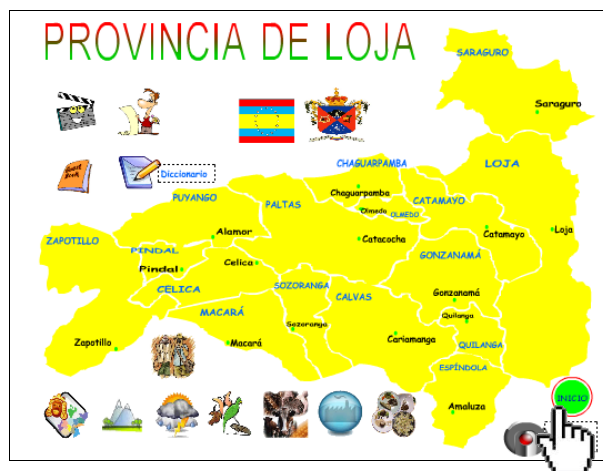 PROVINCIA DE LOJA
SARAGURO
Saraguro
CHAGUARPAMBA
LOJA
Diccionario
Chaguarpamba
PUYANGO
PALTAS
CATAMAYO
Olmedo
OLMEDO
Alamor
Catacocha
Catamayo
Loja
ZAPOTILLO
PINDAL
GONZANAMÁ
Pindal
Celica
CELICA
SOZORANGA
CALVAS
Gonzanamá
MACARÁ
Quilanga
Sozoranga
Zapotillo
Macará
Cariamanga
QUILANGA
ESPÍNDOLA
INICIO
Amaluza